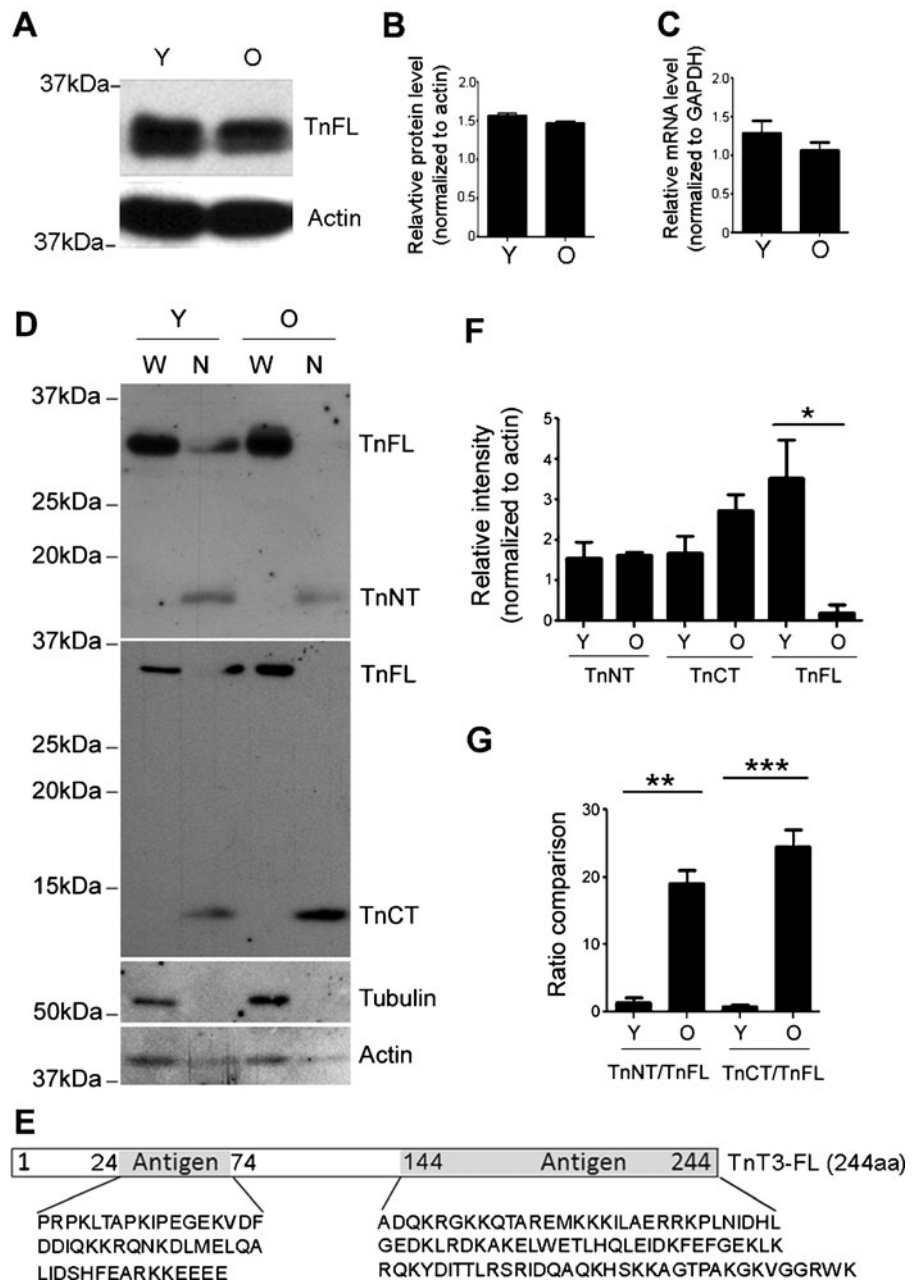 A
Y O
37kDa
TnFL
Actin
37kDa
B
Relavtive protein level
(normalized to actin)
2.0
1.5
1.0
0.5
0.0
Y O
C
Relative mRNA level
(normalized to GAPDH)
2.0
1.5
1.0
0.5
0.0
Y O
D
Y O
W N W N
37kDa
TnFL
25kDa
20kDa
TnNT
37kDa
TnFL
25kDa
20kDa
15kDa
TnCT
Tubulin
50kDa
Actin
37kDa
F
Relative intensity
(normalized to actin)
5
4
3
2
1
0
*
Y O Y O Y O
TnNT TnCT TnFL
G
Ratio comparison
30
20
10
0
** ***
Y O Y O
TnNT/TnFL TnCT/TnFL
E
1 24 Antigen 74 144 Antigen 244 TnT3-FL (244aa)
PRPKLTAPKIPEGEKVDF
DDIQKKRQNKDLMELQA
LIDSHFEARKKEEEE
ADQKRGKKQTAREMKKKILAERRKPLNIDHL
GEDKLRDKAKELWETLHQLEIDKFEFGEKLK
RQKYDITTLRSRIDQAQKHSKKAGTPAKGKVGGRWK